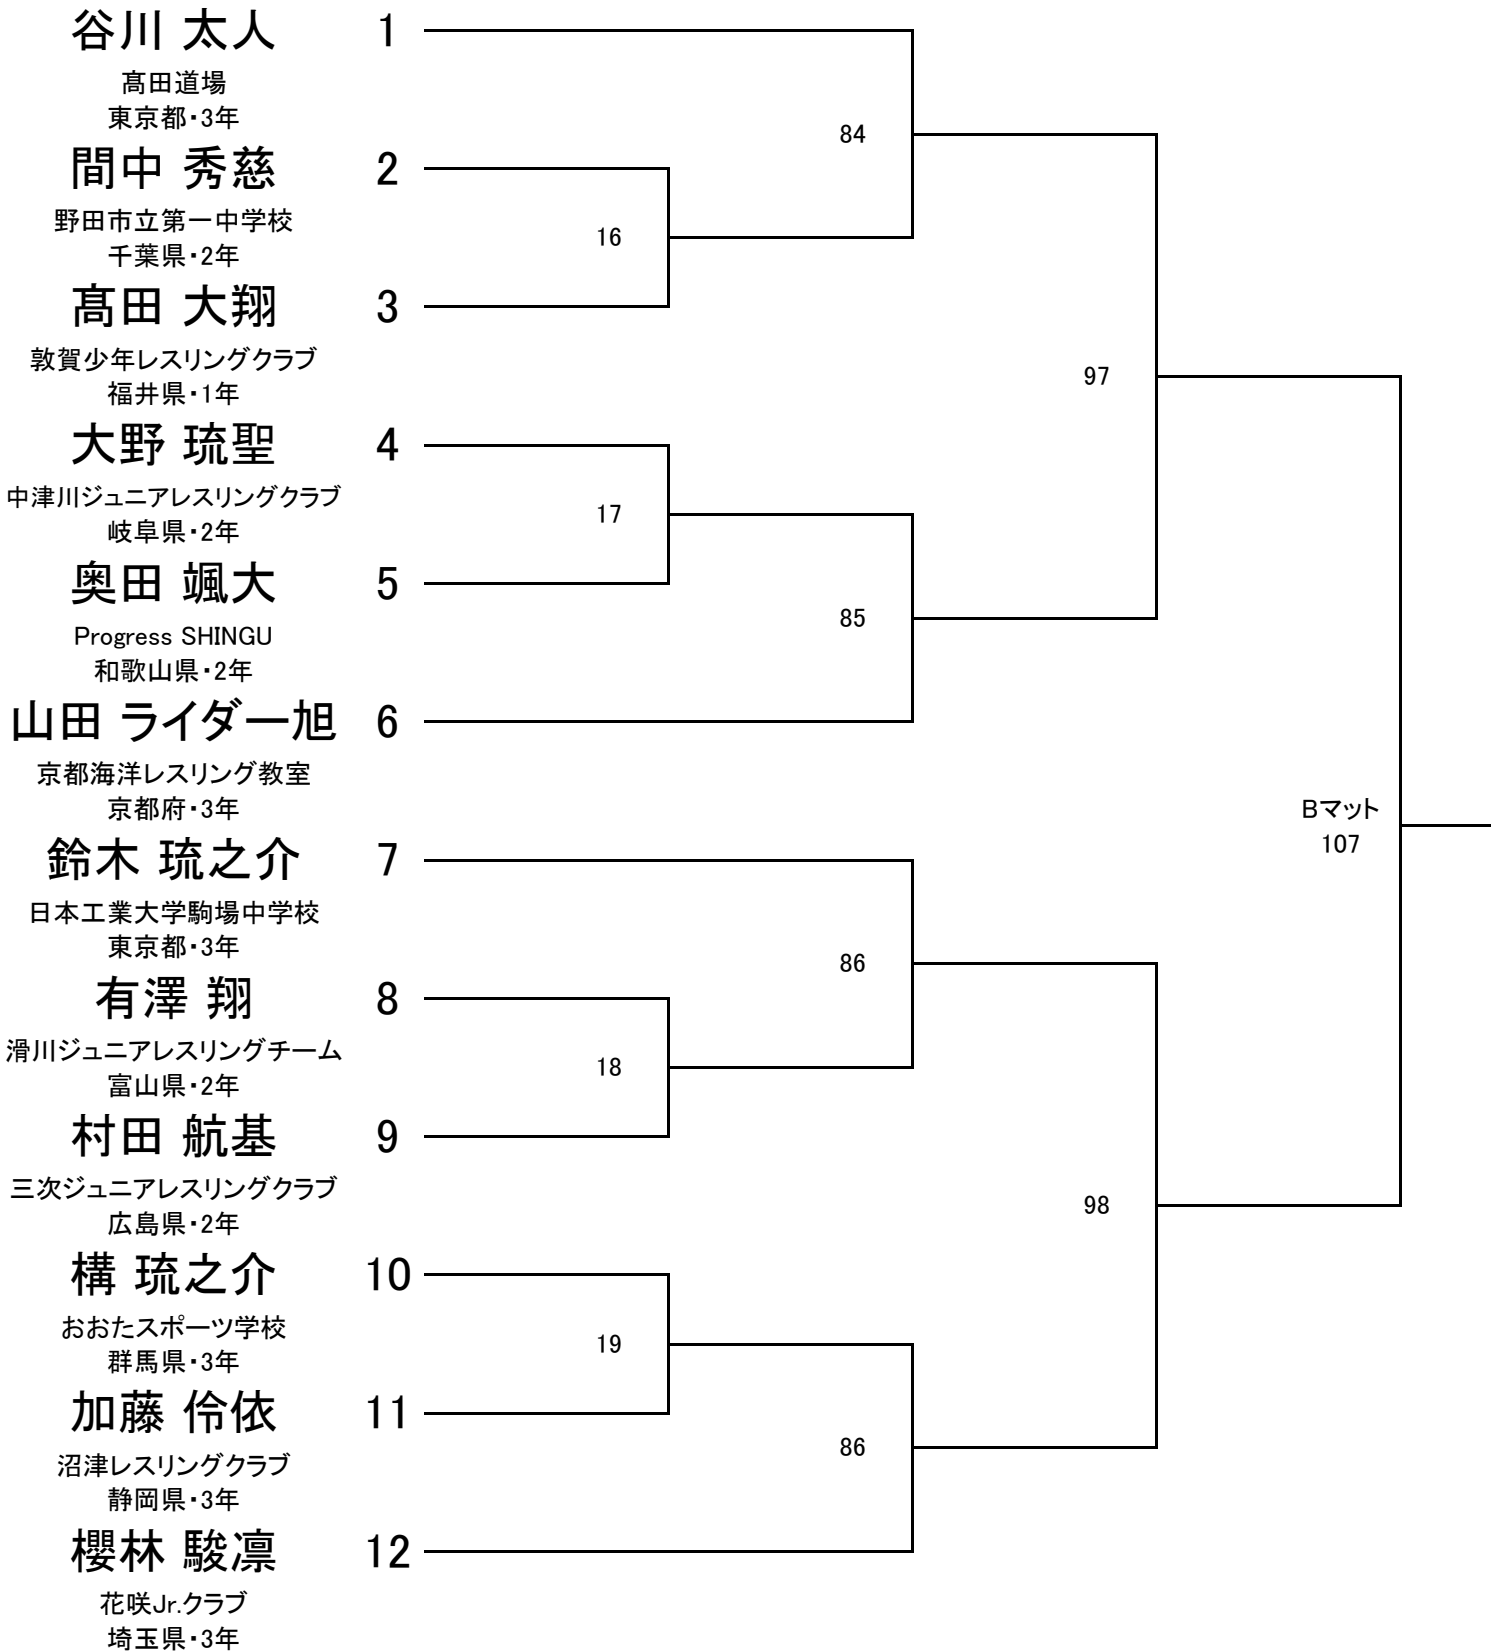 谷川 太人 1
髙田道場
東京都・3年
84
間中 秀慈 2
野田市立第一中学校
16
千葉県・2年
髙田 大翔 3
敦賀少年レスリングクラブ
97
福井県・1年
大野 琉聖 4
中津川ジュニアレスリングクラブ
17
岐阜県・2年
奥田 颯大 5
85
Progress SHINGU
和歌山県・2年
山田 ライダー旭 6
京都海洋レスリング教室
京都府・3年
Bマット
107
鈴木 琉之介 7
日本工業大学駒場中学校
東京都・3年
86
有澤 翔 8
滑川ジュニアレスリングチーム
18
富山県・2年
村田 航基 9
三次ジュニアレスリングクラブ
98
広島県・2年
構 琉之介 10
おおたスポーツ学校
19
群馬県・3年
加藤 伶依 11
86
沼津レスリングクラブ
静岡県・3年
櫻林 駿凛 12
花咲Jr.クラブ
埼玉県・3年